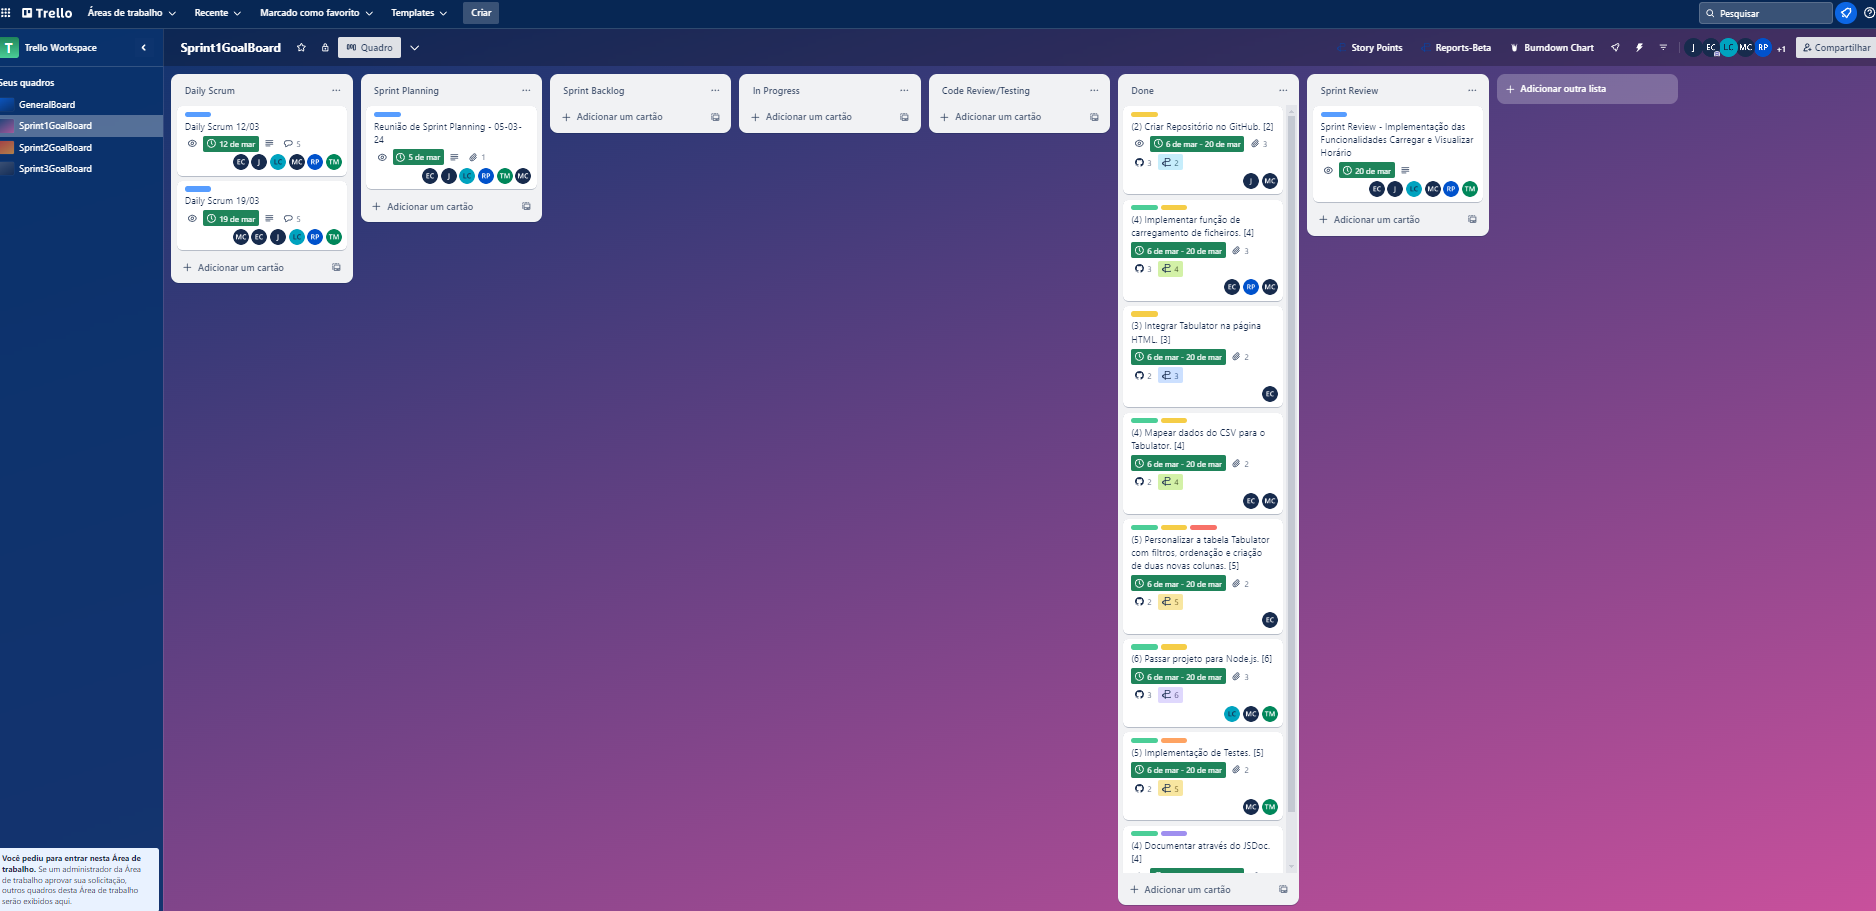 Trello
Áreas de trabalho
Recente
Marcado como favorito
Templates
Criar
Pesquisar
T
Trello Workspace
Seus quadros
GeneralBoard
Sprint1GoalBoard
Sprint2GoalBoard
Sprint3GoalBoard
Você pediu para entrar nesta Área de
trabalho. Se um administrador da Área
de trabalho aprovar sua solicitação,
outros quadros desta Área de trabalho
serão exibidos aqui.
Sprint1GoalBoard
Quadro
Story Points
Reports-Beta
Burndown Chart
J EC LC MC RP +1
Compartilhar
Daily Scrum
Daily Scrum 12/03
12 de mar 5
EC J LC MC RP TM
Daily Scrum 19/03
19 de mar 5
MC EC J LC RP TM
Adicionar um cartão
Sprint Planning
Reunião de Sprint Planning - 05-03-
24
5 de mar 1
EC J LC RP TM MC
Adicionar um cartão
Sprint Backlog
Adicionar um cartão
In Progress
Adicionar um cartão
Code Review/Testing
Adicionar um cartão
Done
(2) Criar Repositório no GitHub. [2]
6 de mar - 20 de mar 3
3 2
J MC
(4) Implementar função de
carregamento de ficheiros. [4]
6 de mar - 20 de mar 3
3 4
EC RP MC
(3) Integrar Tabulator na página
HTML. [3]
6 de mar - 20 de mar 2
2 3
EC
(4) Mapear dados do CSV para o
Tabulator. [4]
6 de mar - 20 de mar 2
2 4
EC MC
(5) Personalizar a tabela Tabulator
com filtros, ordenação e criação
de duas novas colunas. [5]
6 de mar - 20 de mar 2
2 5
EC
(6) Passar projeto para Node.js. [6]
6 de mar - 20 de mar 3
3 6
LC MC TM
(5) Implementação de Testes. [5]
6 de mar - 20 de mar 2
2 5
MC TM
(4) Documentar através do JSDoc.
[4]
Adicionar um cartão
Sprint Review
Sprint Review - Implementação das
Funcionalidades Carregar e Visualizar
Horário
20 de mar
EC J LC MC RP TM
Adicionar um cartão
Adicionar outra lista